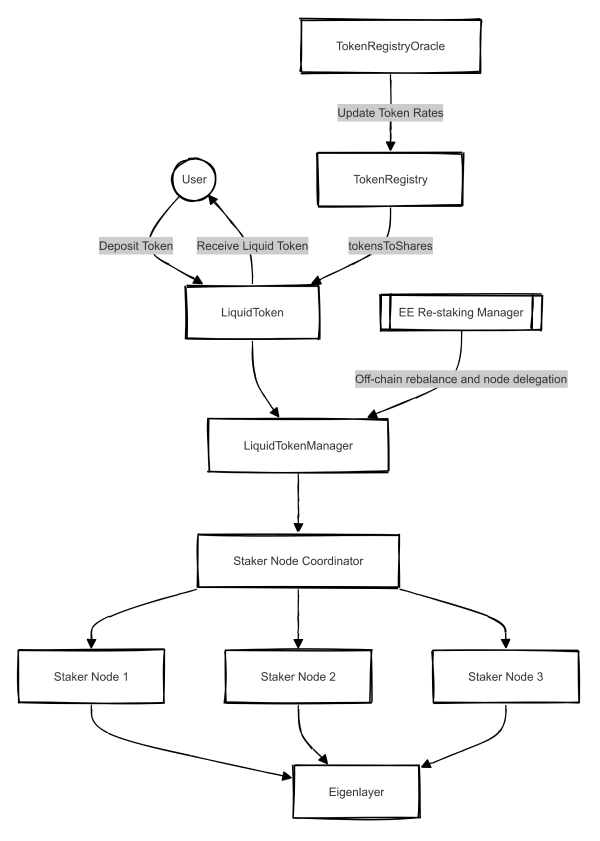 TokenRegistryOracle
Update Token Rates
User
TokenRegistry
Deposit Token
Receive Liquid Token
tokensToShares
LiquidToken
EE Re-staking Manager
Off-chain rebalance and node delegation
LiquidTokenManager
Staker Node Coordinator
Staker Node 1
Staker Node 2
Staker Node 3
Eigenlayer